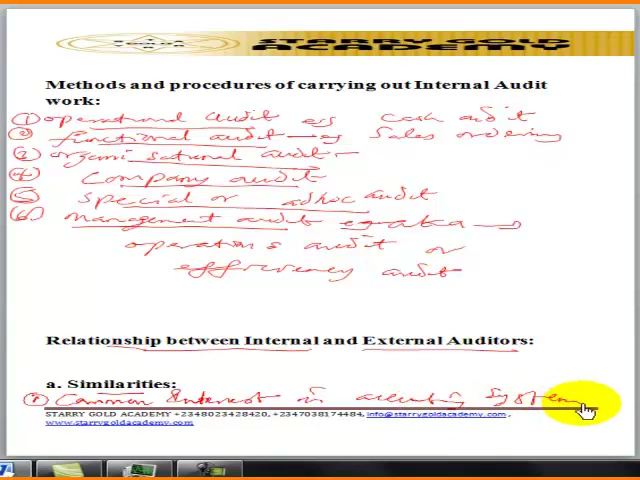 STARRY GOLD
ACADEMY
Methods and procedures of carrying out Internal Audit
work:
① operational audit eg Cash audit
② functional audit — eg Sales ordering
③ organisational audit —
④ Company audit
⑤ special or adhoc audit
⑥ management audit aka →
operations audit or
efficiency audit
Relationship between Internal and External Auditors:
a. Similarities:
① Common Interest in accounting System
STARRY GOLD ACADEMY +2348023428420, +2347038174484, info@starrygoldacademy.com ,
www.starrygoldacademy.com